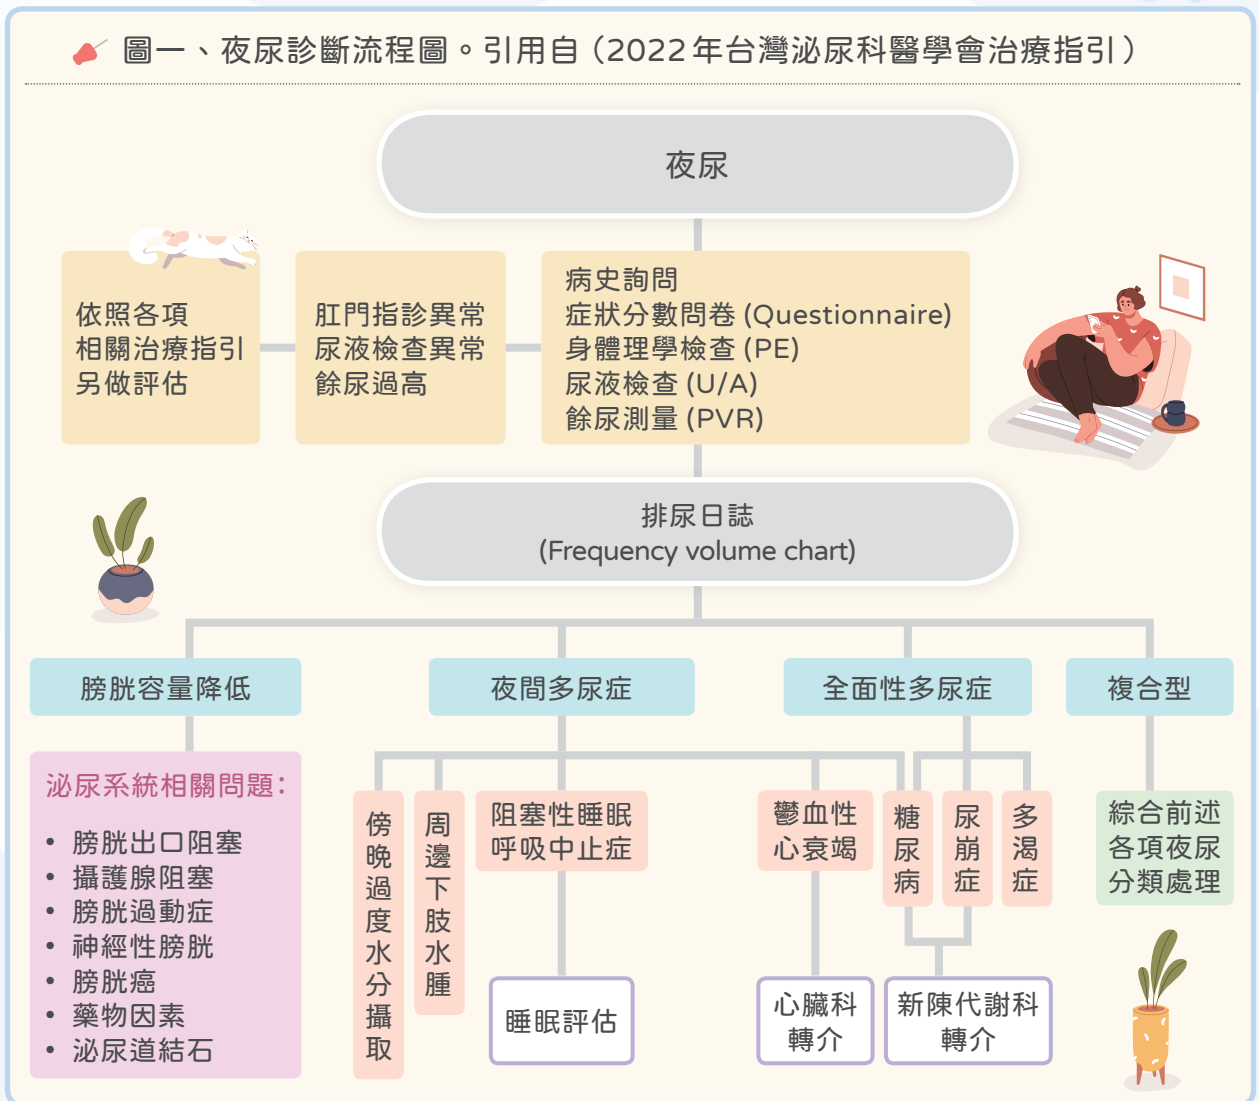 圖一、夜尿診斷流程圖。引用自（2022年台灣泌尿科醫學會治療指引）
夜尿
依照各項
相關治療指引
另做評估
肛門指診異常
尿液檢查異常
餘尿過高
病史詢問
症狀分數問卷 (Questionnaire)
身體理學檢查 (PE)
尿液檢查 (U/A)
餘尿測量 (PVR)
排尿日誌
(Frequency volume chart)
膀胱容量降低
夜間多尿症
全面性多尿症
複合型
泌尿系統相關問題：
• 膀胱出口阻塞
• 攝護腺阻塞
• 膀胱過動症
• 神經性膀胱
• 膀胱癌
• 藥物因素
• 泌尿道結石
傍晚過度水分攝取
周邊下肢水腫
阻塞性睡眠
呼吸中止症
鬱血性
心衰竭
糖尿病
尿崩症
多渴症
綜合前述
各項夜尿
分類處理
睡眠評估
心臟科
轉介
新陳代謝科
轉介